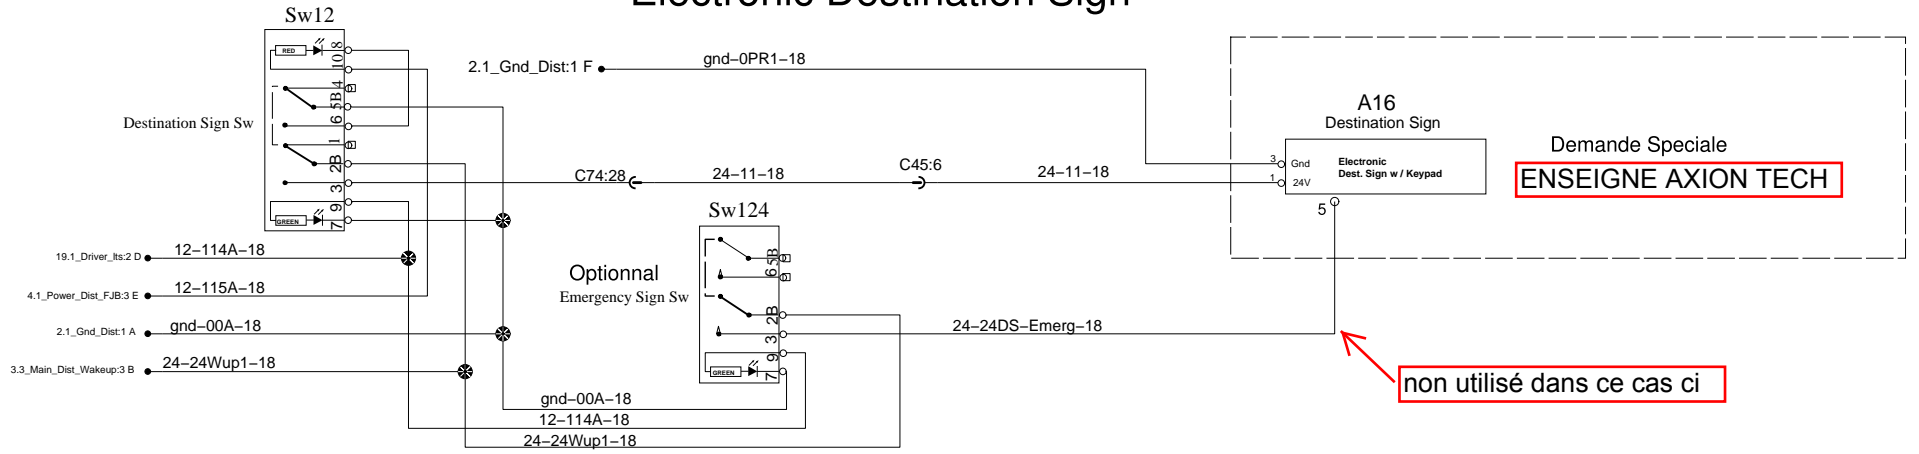 Electronic Destination Sign
Sw12
RED
8
10
4
5B
6
1
2B
3
9
7
GREEN
Destination Sign Sw
2.1_Gnd_Dist:1 F
gnd–0PR1–18
C74:28
24–11–18
C45:6
24–11–18
A16
Destination Sign
3
Gnd
1
24V
Electronic
Dest. Sign w / Keypad
5
Demande Speciale
ENSEIGNE AXION TECH
19.1_Driver_lts:2 D
12–114A–18
4.1_Power_Dist_FJB:3 E
12–115A–18
2.1_Gnd_Dist:1 A
gnd–00A–18
3.3_Main_Dist_Wakeup:3 B
24–24Wup1–18
Sw124
Optionnal
Emergency Sign Sw
5B
6
2B
3
9
7
GREEN
24–24DS–Emerg–18
non utilisé dans ce cas ci
gnd–00A–18
12–114A–18
24–24Wup1–18